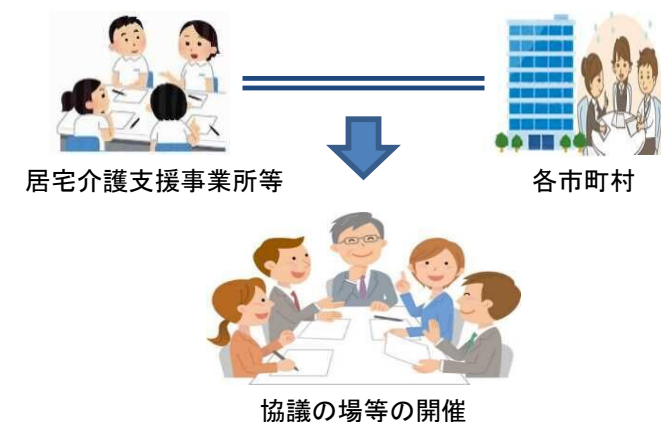 居宅介護支援事業所等
各市町村
協議の場等の開催